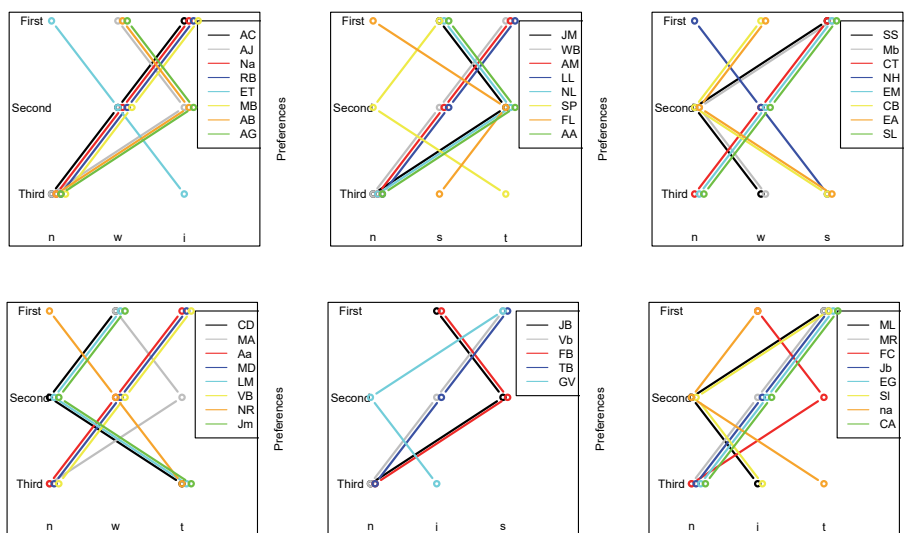 First
Second
Third
n w i
AC
AJ
Na
RB
ET
MB
AB
AG
Preferences
First
Second
Third
n s t
JM
WB
AM
LL
NL
SP
FL
AA
Preferences
First
Second
Third
n w s
SS
Mb
CT
NH
EM
CB
EA
SL
First
Second
Third
n w t
CD
MA
Aa
MD
LM
VB
NR
Jm
Preferences
First
Second
Third
n i s
JB
Vb
FB
TB
GV
Preferences
First
Second
Third
n i t
ML
MR
FC
Jb
EG
SI
na
CA